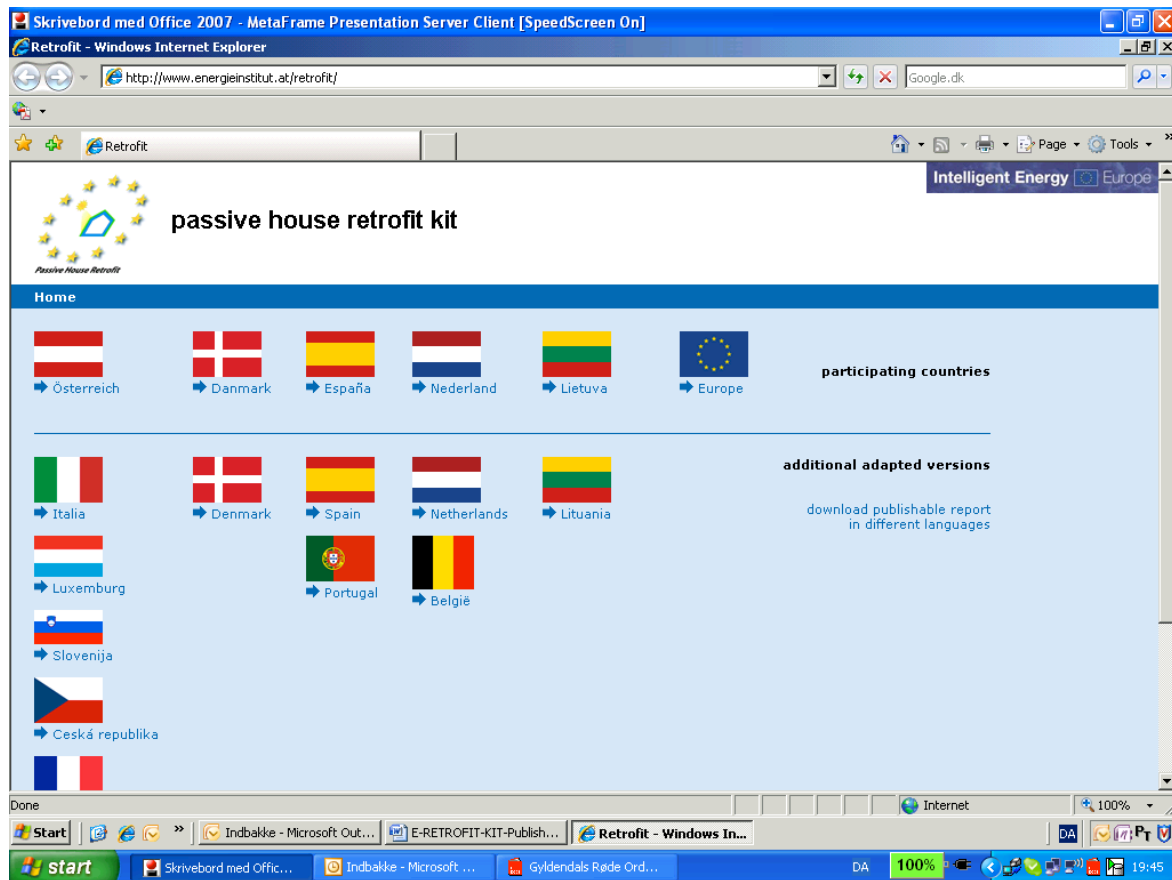 Skrivebord med Office 2007 - MetaFrame Presentation Server Client [SpeedScreen On]
Retrofit - Windows Internet Explorer
http://www.energieinstitut.at/retrofit/
Google.dk
Retrofit
Page
Tools
»
Intelligent Energy Europe
passive house retrofit kit
Passive House Retrofit
Home
Österreich
Danmark
España
Nederland
Lietuva
Europe
participating countries
Italia
Denmark
Spain
Netherlands
Lituania
additional adapted versions
download publishable report
in different languages
Luxemburg
Portugal
België
Slovenija
Ceská republika
Done
Internet
100%
Start
»
Indbakke - Microsoft Out...
E-RETROFIT-KIT-Publish...
Retrofit - Windows In...
DA
start
Skrivebord med Offic...
Indbakke - Microsoft ...
Gyldendals Røde Ord...
DA
100%
19:45